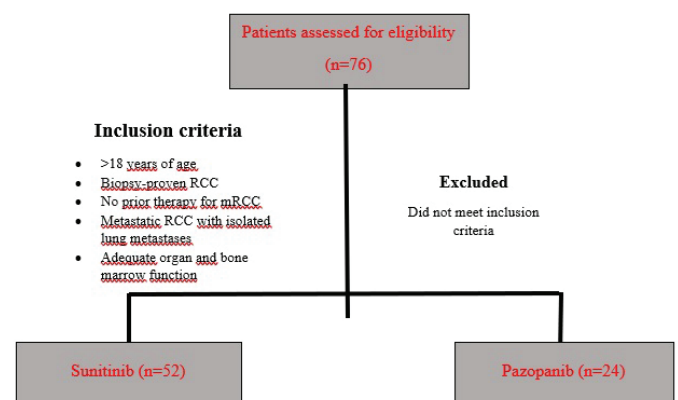 Patients assessed for eligibility
(n=76)
Inclusion criteria
• >18 years of age
• Biopsy-proven RCC
• No prior therapy for mRCC
• Metastatic RCC with isolated
lung metastases
• Adequate organ and bone
marrow function
Excluded
Did not meet inclusion
criteria
Sunitinib (n=52)
Pazopanib (n=24)